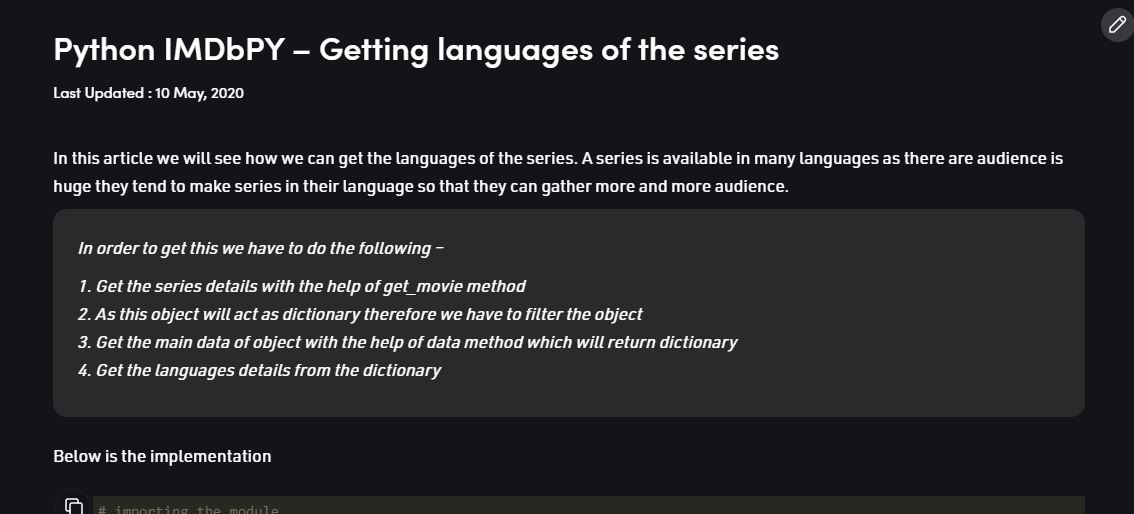 Python IMDbPY – Getting languages of the series
Last Updated : 10 May, 2020
In this article we will see how we can get the languages of the series. A series is available in many languages as there are audience is
huge they tend to make series in their language so that they can gather more and more audience.
In order to get this we have to do the following –
1. Get the series details with the help of get_movie method
2. As this object will act as dictionary therefore we have to filter the object
3. Get the main data of object with the help of data method which will return dictionary
4. Get the languages details from the dictionary
Below is the implementation
# importing the module